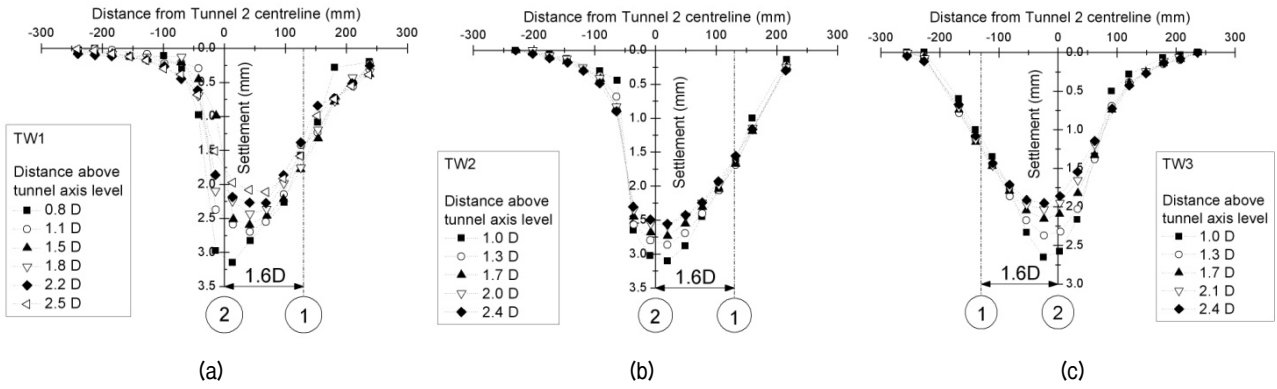 Distance from Tunnel 2 centreline (mm)
-300 -200 -100 0 100 200 300
0.0
0.5
1.0
1.5
2.0
2.5
3.0
3.5
Settlement (mm)
TW1
Distance above
tunnel axis level
0.8 D
1.1 D
1.5 D
1.8 D
2.2 D
2.5 D
1.6D
2 1
(a)
Distance from Tunnel 2 centreline (mm)
-300 -200 -100 0 100 200 300
0.0
0.5
1.0
1.5
2.0
2.5
3.0
3.5
Settlement (mm)
TW2
Distance above
tunnel axis level
1.0 D
1.3 D
1.7 D
2.0 D
2.4 D
1.6D
2 1
(b)
Distance from Tunnel 2 centreline (mm)
-300 -200 -100 0 100 200 300
0.0
0.5
1.0
1.5
2.0
2.5
3.0
Settlement (mm)
TW3
Distance above
tunnel axis level
1.0 D
1.3 D
1.7 D
2.1 D
2.4 D
1.6D
1 2
(c)